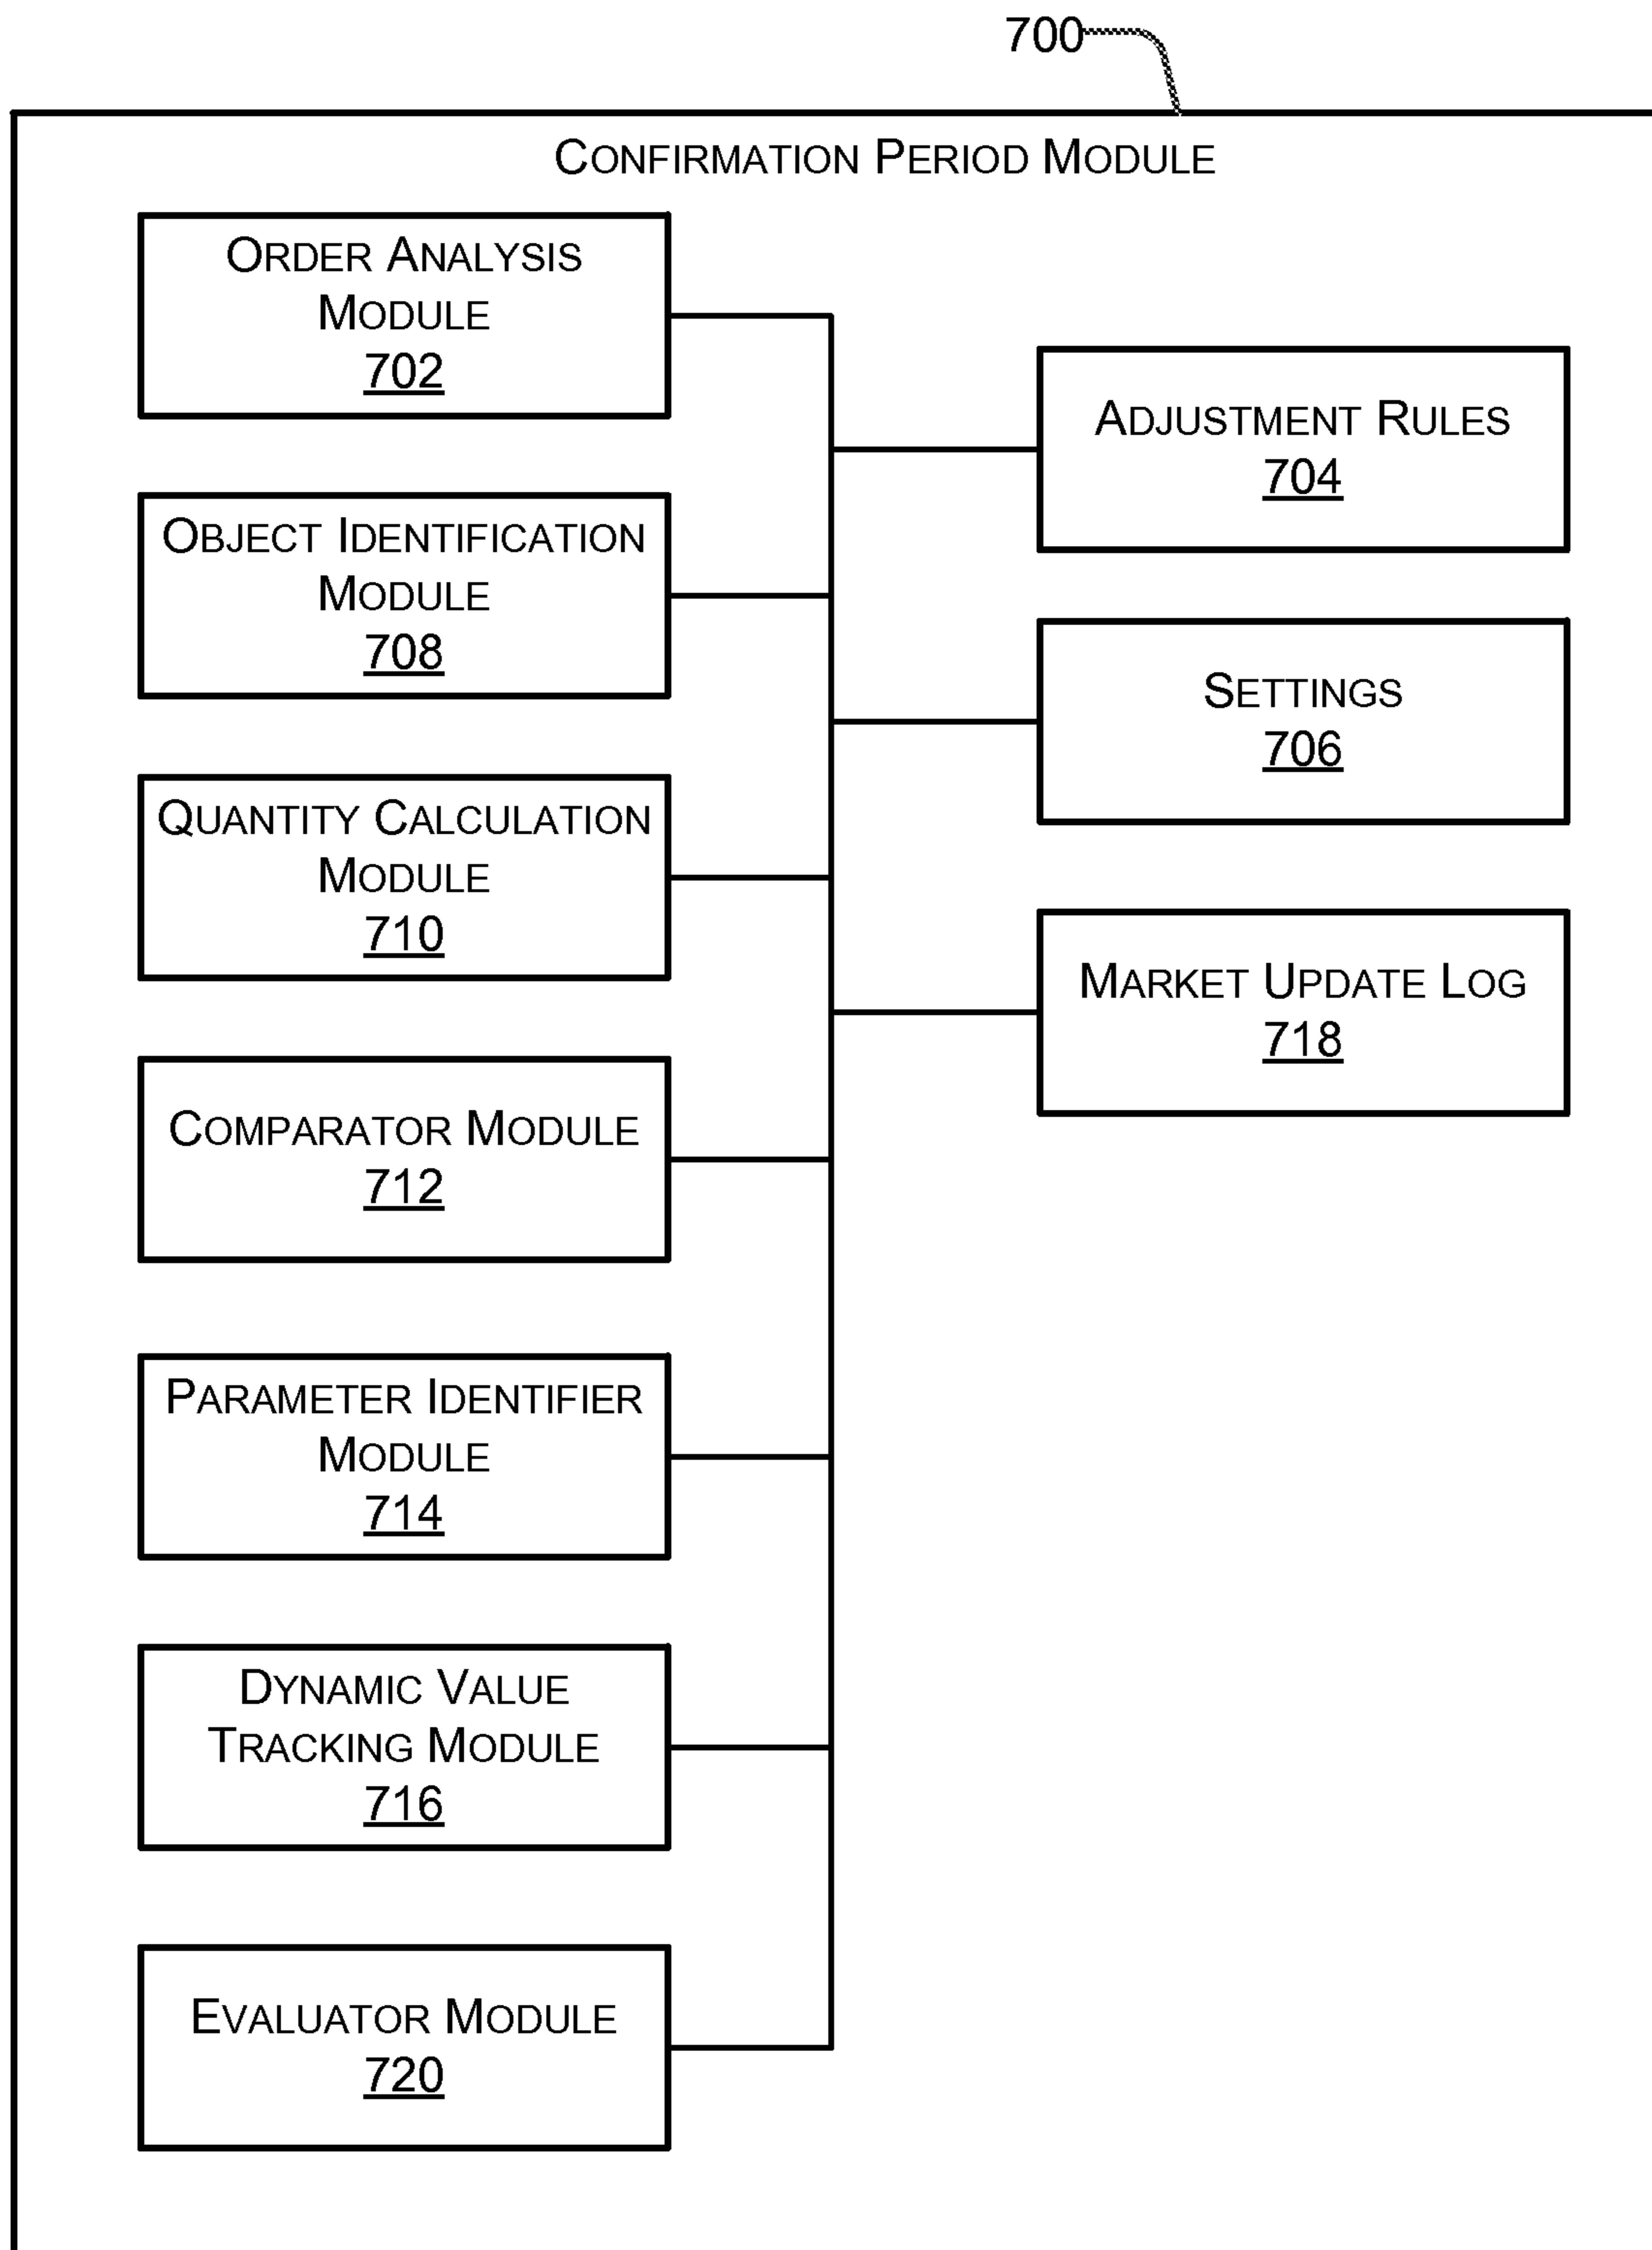 700
CONFIRMATION PERIOD MODULE
ORDER ANALYSIS
MODULE
702
OBJECT IDENTIFICATION
MODULE
708
QUANTITY CALCULATION
MODULE
710
COMPARATOR MODULE
712
PARAMETER IDENTIFIER
MODULE
714
DYNAMIC VALUE
TRACKING MODULE
716
EVALUATOR MODULE
720
ADJUSTMENT RULES
704
SETTINGS
706
MARKET UPDATE LOG
718